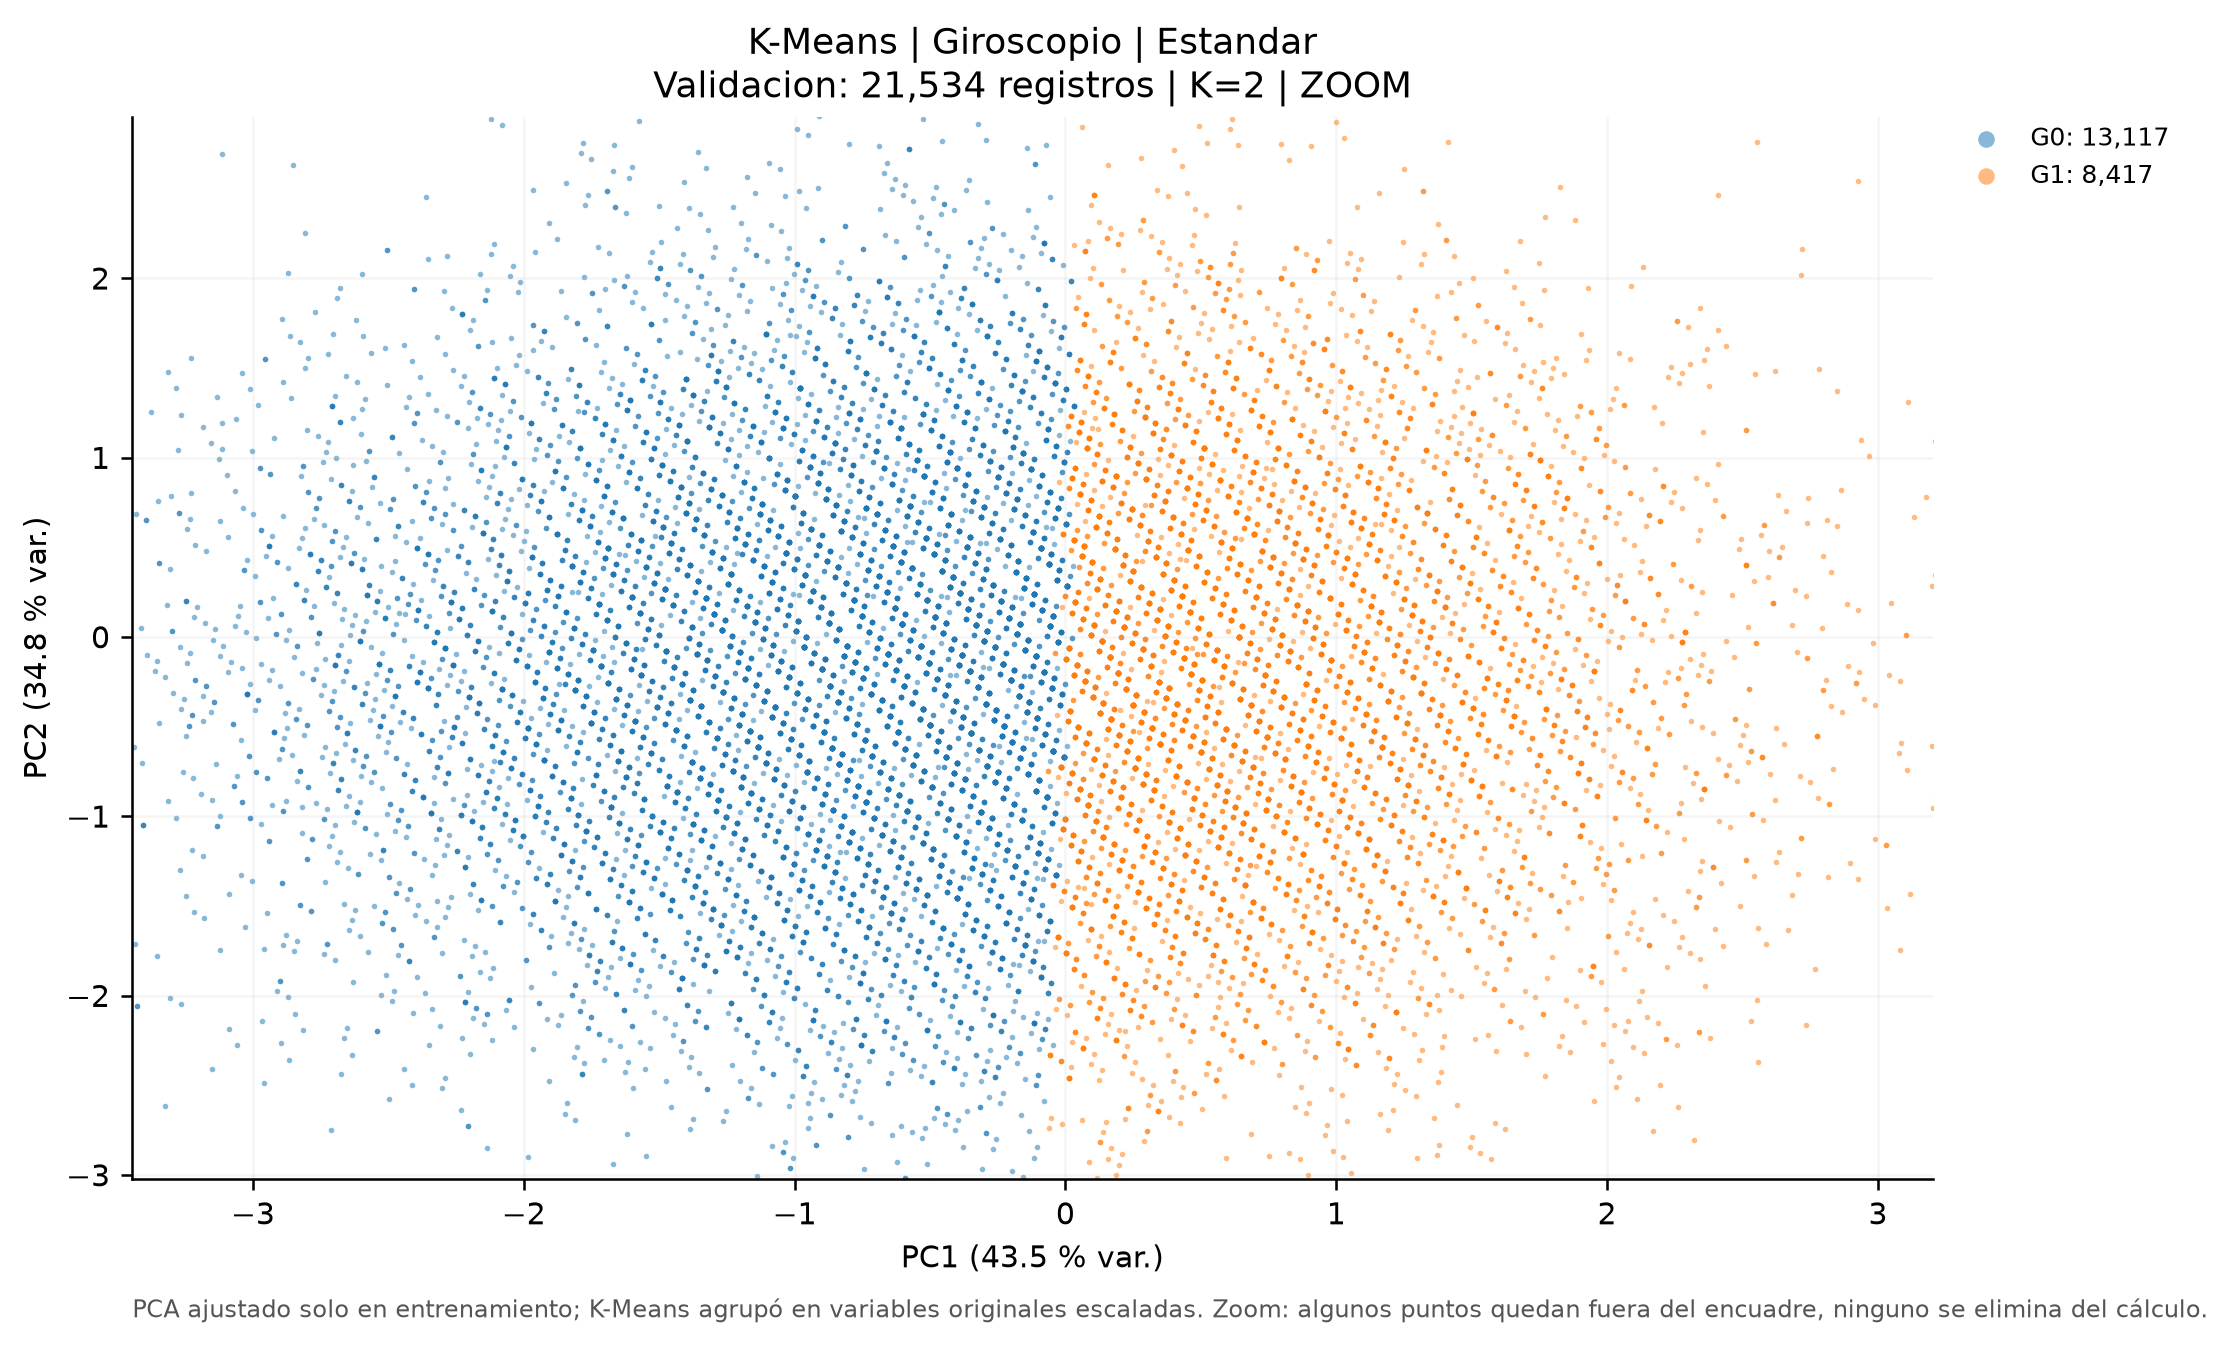 K-Means | Giroscopio | Estandar
Validacion: 21,534 registros | K=2 | ZOOM
G0: 13,117
G1: 8,417
PC2 (34.8 % var.)
2
1
0
−1
−2
−3
−3 −2 −1 0 1 2 3
PC1 (43.5 % var.)
PCA ajustado solo en entrenamiento; K-Means agrupó en variables originales escaladas. Zoom: algunos puntos quedan fuera del encuadre, ninguno se elimina del cálculo.